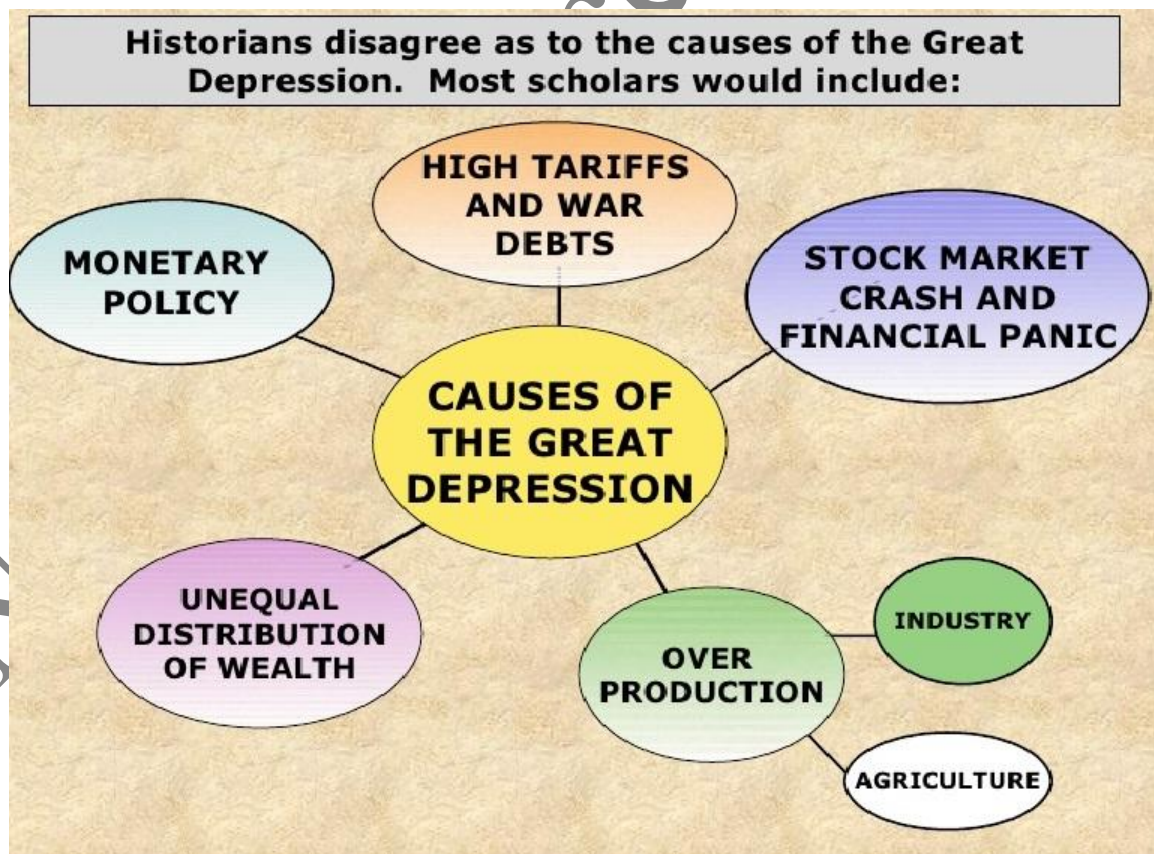 Historians disagree as to the causes of the Great
Depression.  Most scholars would include:
HIGH TARIFFS
AND WAR
DEBTS
MONETARY
POLICY
STOCK MARKET
CRASH AND
FINANCIAL PANIC
CAUSES OF
THE GREAT
DEPRESSION
UNEQUAL
DISTRIBUTION
OF WEALTH
OVER
PRODUCTION
INDUSTRY
AGRICULTURE